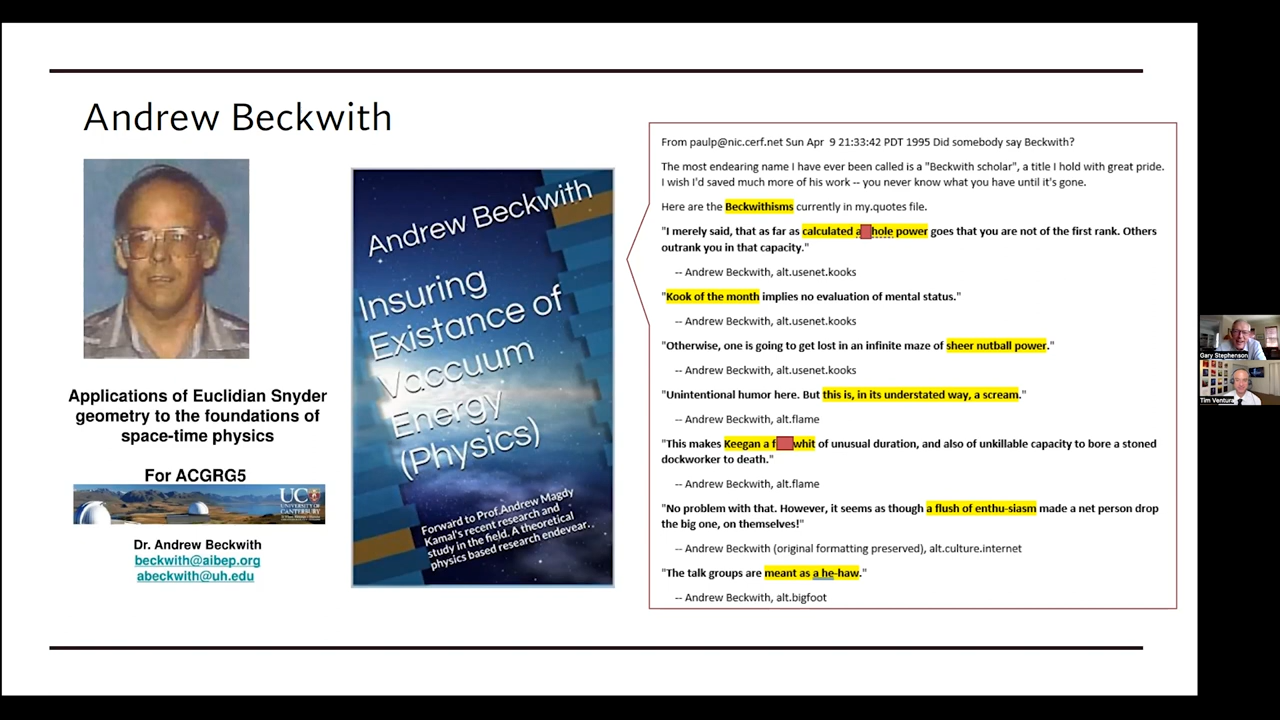 Andrew Beckwith
Applications of Euclidian Snyder
geometry to the foundations of
space-time physics
For ACGRG5
UC
UNIVERSITY OF
CANTERBURY
Dr. Andrew Beckwith
beckwith@aibep.org
abeckwith@uh.edu
Andrew Beckwith
Insuring
Existance of
Vaccuum
Energy
(Physics)
Forward to Prof.Andrew Magdy
Kamal's recent research and
study in the field. A theoretical
physics based research endevear.
From paulp@nic.cerf.net Sun Apr 9 21:33:42 PDT 1995 Did somebody say Beckwith?
The most endearing name I have ever been called is a "Beckwith scholar", a title I hold with great pride.
I wish I'd saved much more of his work -- you never know what you have until it's gone.
Here are the Beckwithisms currently in my.quotes file.
"I merely said, that as far as calculated a hole power goes that you are not of the first rank. Others
outrank you in that capacity."
-- Andrew Beckwith, alt.usenet.kooks
"Kook of the month implies no evaluation of mental status."
-- Andrew Beckwith, alt.usenet.kooks
"Otherwise, one is going to get lost in an infinite maze of sheer nutball power."
-- Andrew Beckwith, alt.usenet.kooks
"Unintentional humor here. But this is, in its understated way, a scream."
-- Andrew Beckwith, alt.flame
"This makes Keegan a f whit of unusual duration, and also of unkillable capacity to bore a stoned
dockworker to death."
-- Andrew Beckwith, alt.flame
"No problem with that. However, it seems as though a flush of enthu-siasm made a net person drop
the big one, on themselves!"
-- Andrew Beckwith (original formatting preserved), alt.culture.internet
"The talk groups are meant as a he-haw."
-- Andrew Beckwith, alt.bigfoot
Gary Stephenson
Tim Ventura